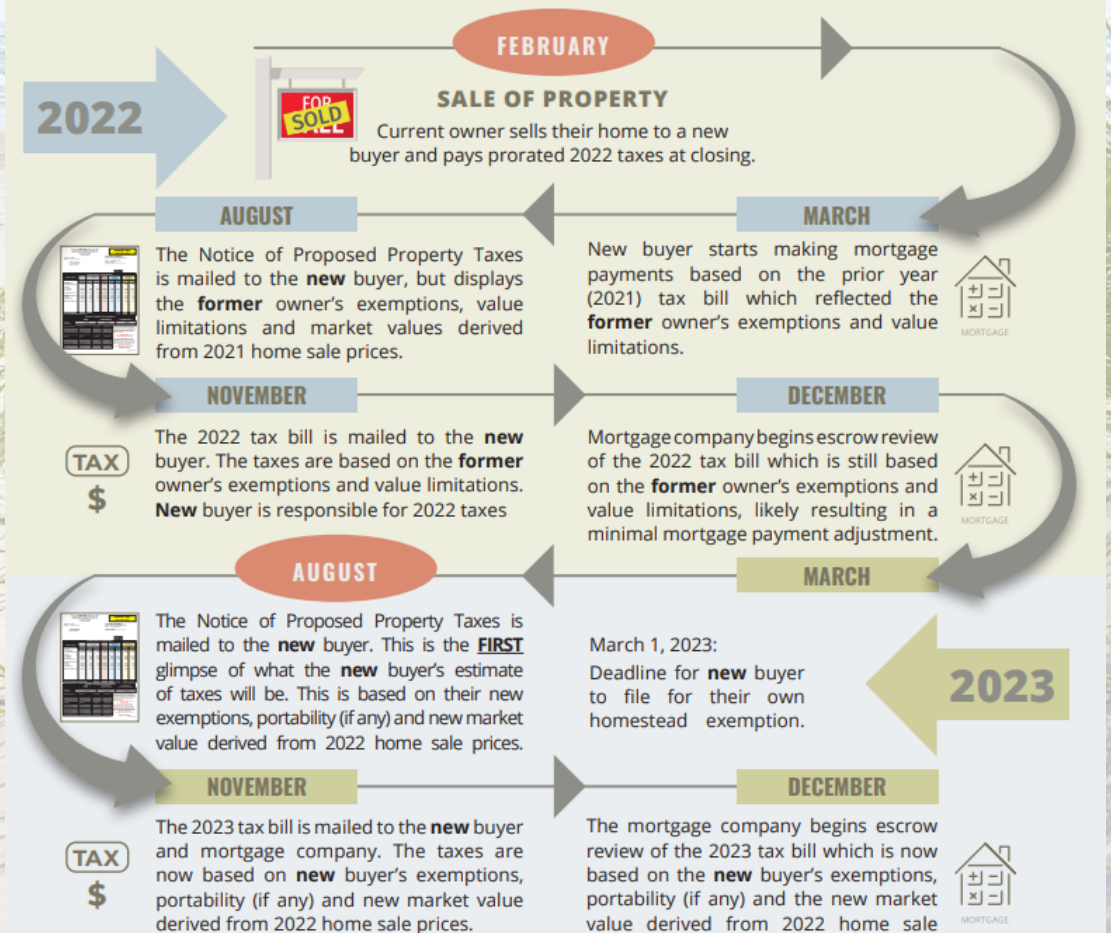 FEBRUARY
2022
FOR
SOLD
SALE OF PROPERTY
Current owner sells their home to a new
buyer and pays prorated 2022 taxes at closing.
MARCH
New buyer starts making mortgage
payments based on the prior year
(2021) tax bill which reflected the
former owner's exemptions and value
limitations.
MORTGAGE
AUGUST
The Notice of Proposed Property Taxes
is mailed to the new buyer, but displays
the former owner's exemptions, value
limitations and market values derived
from 2021 home sale prices.
NOVEMBER
TAX
$
The 2022 tax bill is mailed to the new
buyer. The taxes are based on the former
owner's exemptions and value limitations.
New buyer is responsible for 2022 taxes
DECEMBER
Mortgage company begins escrow review
of the 2022 tax bill which is still based
on the former owner's exemptions and
value limitations, likely resulting in a
minimal mortgage payment adjustment.
MORTGAGE
MARCH
2023
March 1, 2023:
Deadline for new buyer
to file for their own
homestead exemption.
AUGUST
The Notice of Proposed Property Taxes is
mailed to the new buyer. This is the FIRST
glimpse of what the new buyer's estimate
of taxes will be. This is based on their new
exemptions, portability (if any) and new market
value derived from 2022 home sale prices.
NOVEMBER
TAX
$
The 2023 tax bill is mailed to the new buyer
and mortgage company. The taxes are
now based on new buyer's exemptions,
portability (if any) and new market value
derived from 2022 home sale prices.
DECEMBER
The mortgage company begins escrow
review of the 2023 tax bill which is now
based on the new buyer's exemptions,
portability (if any) and the new market
value derived from 2022 home sale
MORTGAGE